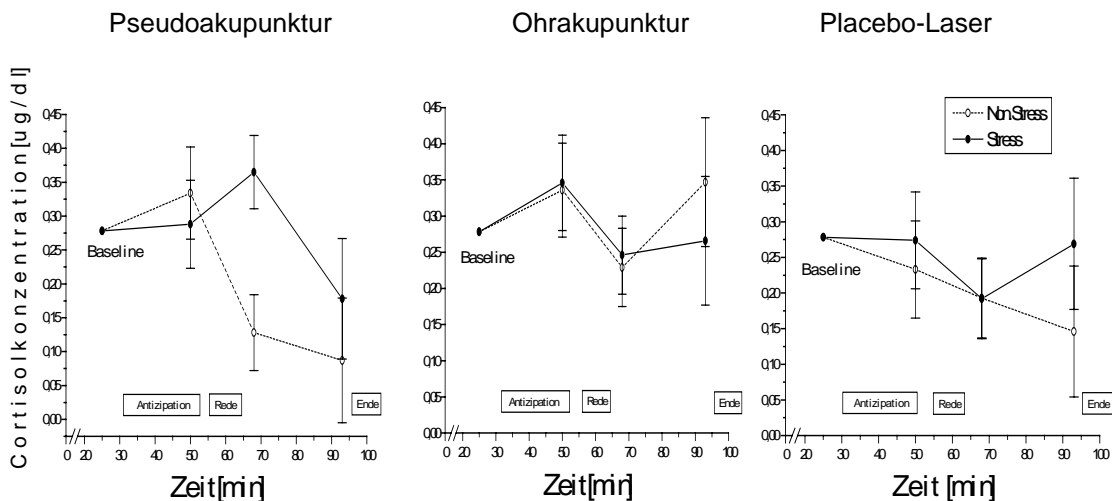 Pseudoakupunktur
Ohrakupunktur
Placebo-Laser
Cortisolkonzentration [ug/dl]
0,45
0,40
0,35
0,30
0,25
0,20
0,15
0,10
0,05
0,00
Baseline
Antizipation
Rede
Ende
0 20 30 40 50 60 70 80 90 100
Zeit [min]
0,45
0,40
0,35
0,30
0,25
0,20
0,15
0,10
0,05
0,00
Baseline
Antizipation
Rede
Ende
0 20 30 40 50 60 70 80 90 100
Zeit [min]
Non.Stress
Stress
0,45
0,40
0,35
0,30
0,25
0,20
0,15
0,10
0,05
0,00
Baseline
Antizipation
Rede
Ende
0 20 30 40 50 60 70 80 90 100
Zeit [min]